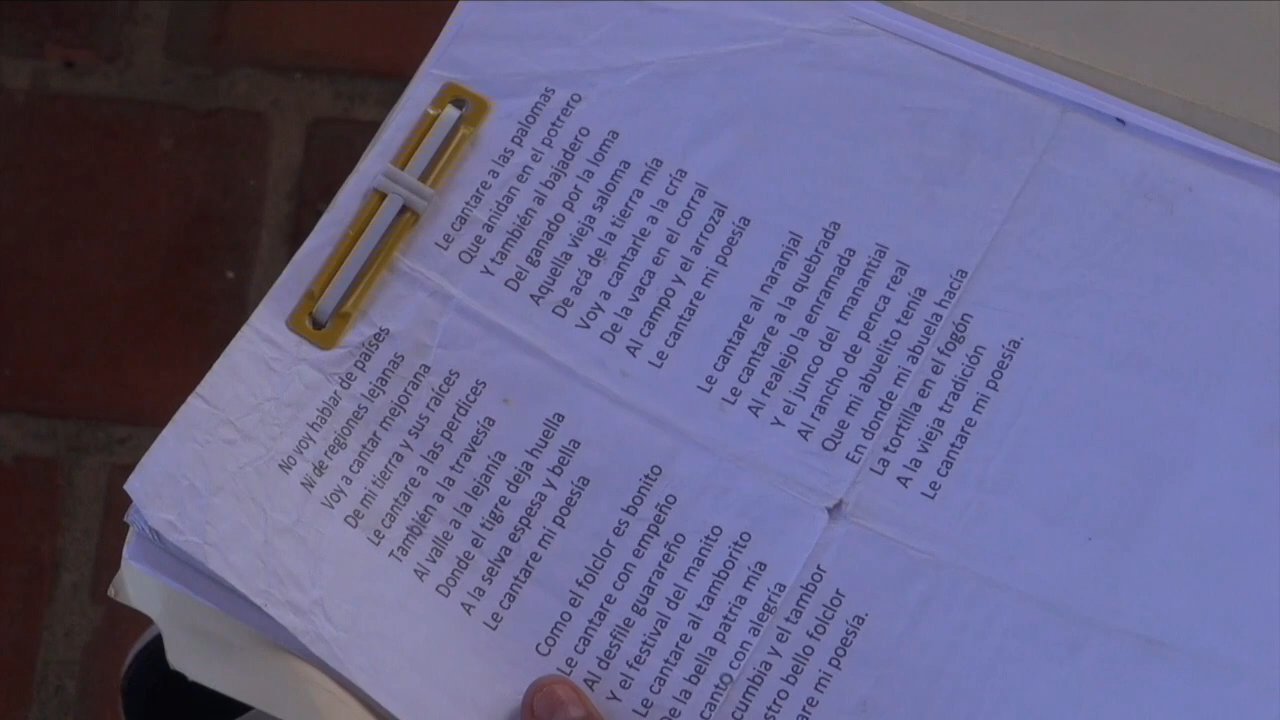 No voy hablar de países
Ni de regiones lejanas
Voy a cantar mejorana
De mi tierra y sus raíces
Le cantare a las perdices
También a la travesía
Al valle a la lejanía
Donde el tigre deja huella
A la selva espesa y bella
Le cantare mi poesía
Como el folclor es bonito
Le cantare con empeño
Al desfile guarareño
Y el festival del manito
Le cantare al tamborito
De la bella patria mía
canto con alegría
cumbia y el tambor
bello folclor
mi poesía.
Le cantare a las palomas
Que anidan en el potrero
Y también al bajadero
Del ganado por la loma
Aquella vieja saloma
De acá de la tierra mía
Voy a cantarle a la cría
De la vaca en el corral
Al campo y el arrozal
Le cantare mi poesía
Le cantare al naranjal
Le cantare a la quebrada
Al realejo la enramada
Y el junco del manantial
Al rancho de penca real
Que mi abuelito tenía
En donde mi abuela hacía
La tortilla en el fogón
A la vieja tradición
Le cantare mi poesía.